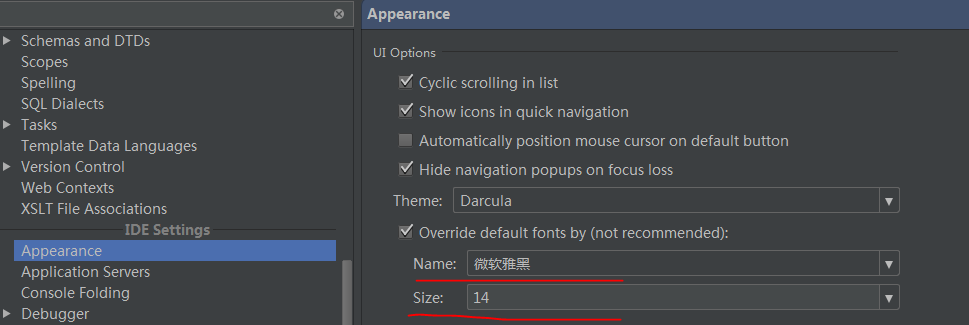 Schemas and DTDs
Scopes
Spelling
SQL Dialects
Tasks
Template Data Languages
Version Control
Web Contexts
XSLT File Associations
IDE Settings
Appearance
Application Servers
Console Folding
Debugger
Appearance
UI Options
Cyclic scrolling in list
Show icons in quick navigation
Automatically position mouse cursor on default button
Hide navigation popups on focus loss
Theme: Darcula
Override default fonts by (not recommended):
Name: 微软雅黑
Size: 14